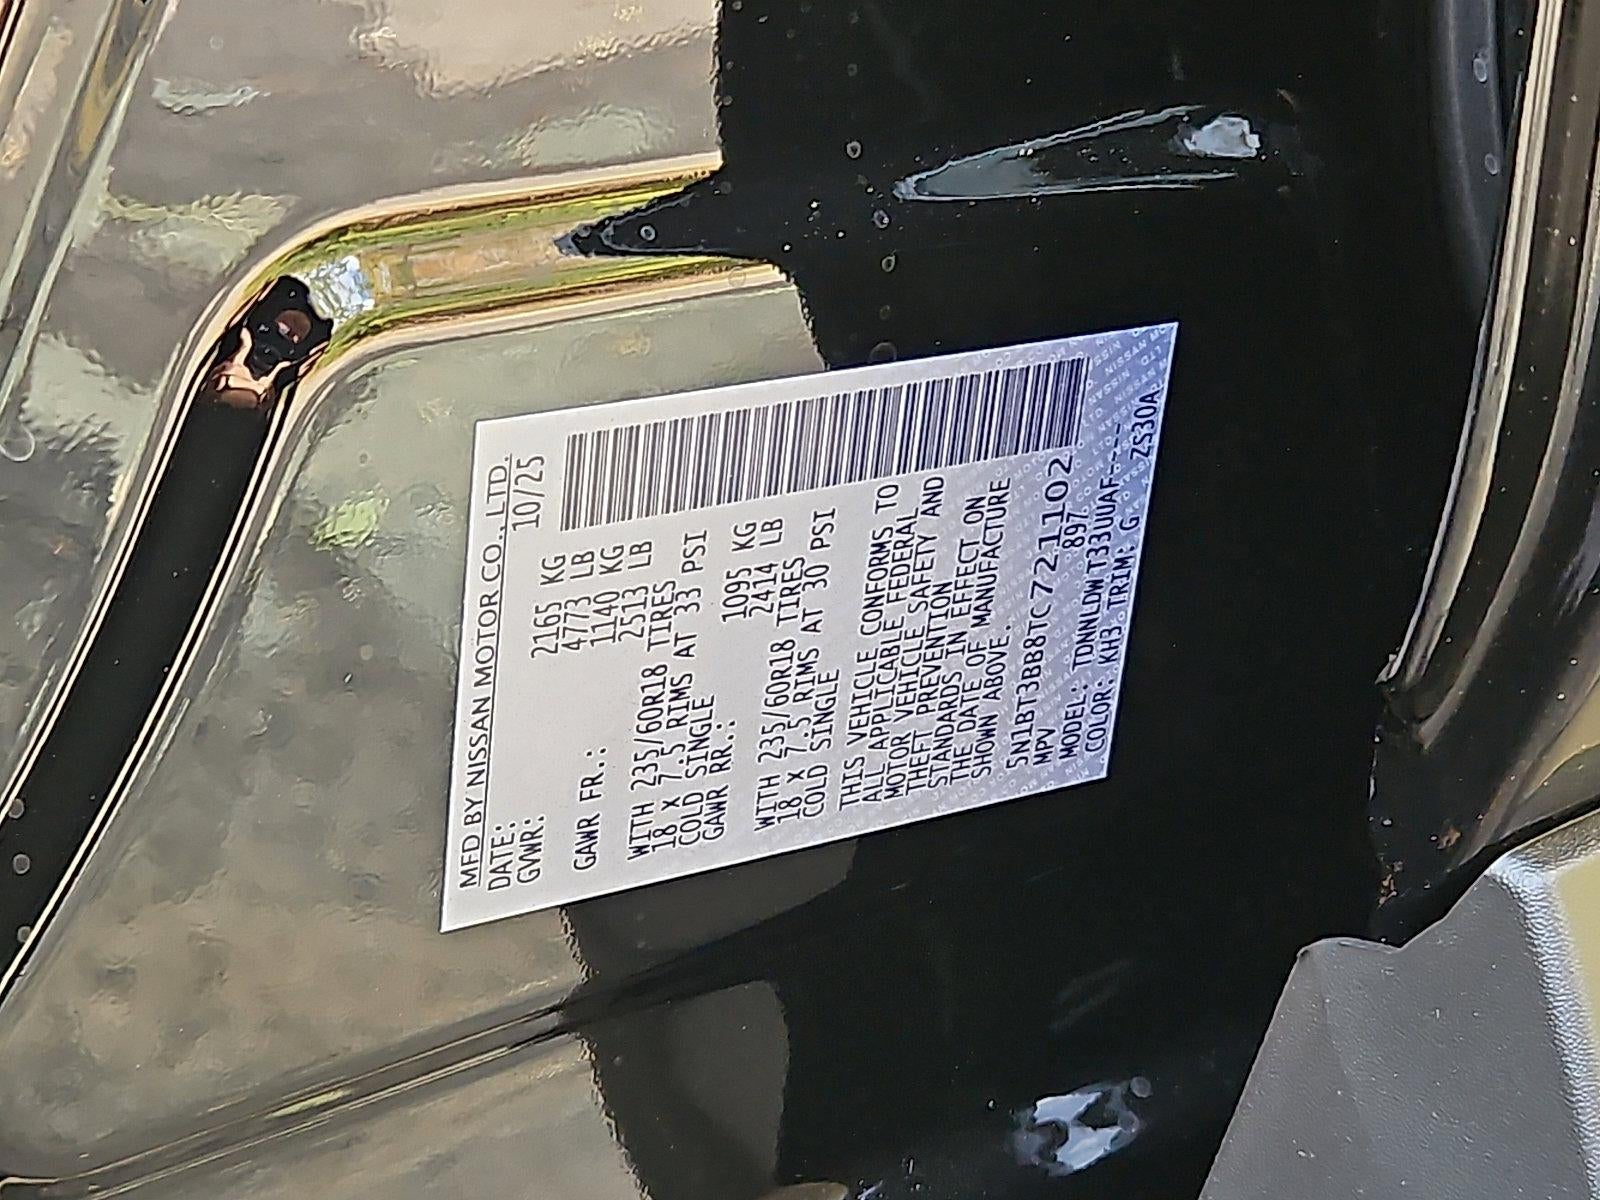 MFD BY NISSAN MOTOR CO., LTD.
DATE: 10/25
GVWR: 2165 KG
4773 LB
GAWR FR.: 1140 KG
2513 LB
WITH 235/60R18 TIRES
18 X 7.5 RIMS AT 33 PSI
COLD SINGLE
GAWR RR.: 1095 KG
2414 LB
WITH 235/60R18 TIRES
18 X 7.5 RIMS AT 30 PSI
COLD SINGLE
THIS VEHICLE CONFORMS TO
ALL APPLICABLE FEDERAL
MOTOR VEHICLE SAFETY AND
THEFT PREVENTION
STANDARDS IN EFFECT ON
THE DATE OF MANUFACTURE
SHOWN ABOVE.
5N1BT3BB8TC721102
MPV 897
MODEL: TDNNLDWT33UUAF----
COLOR: KH3 TRIM: G ZS30A